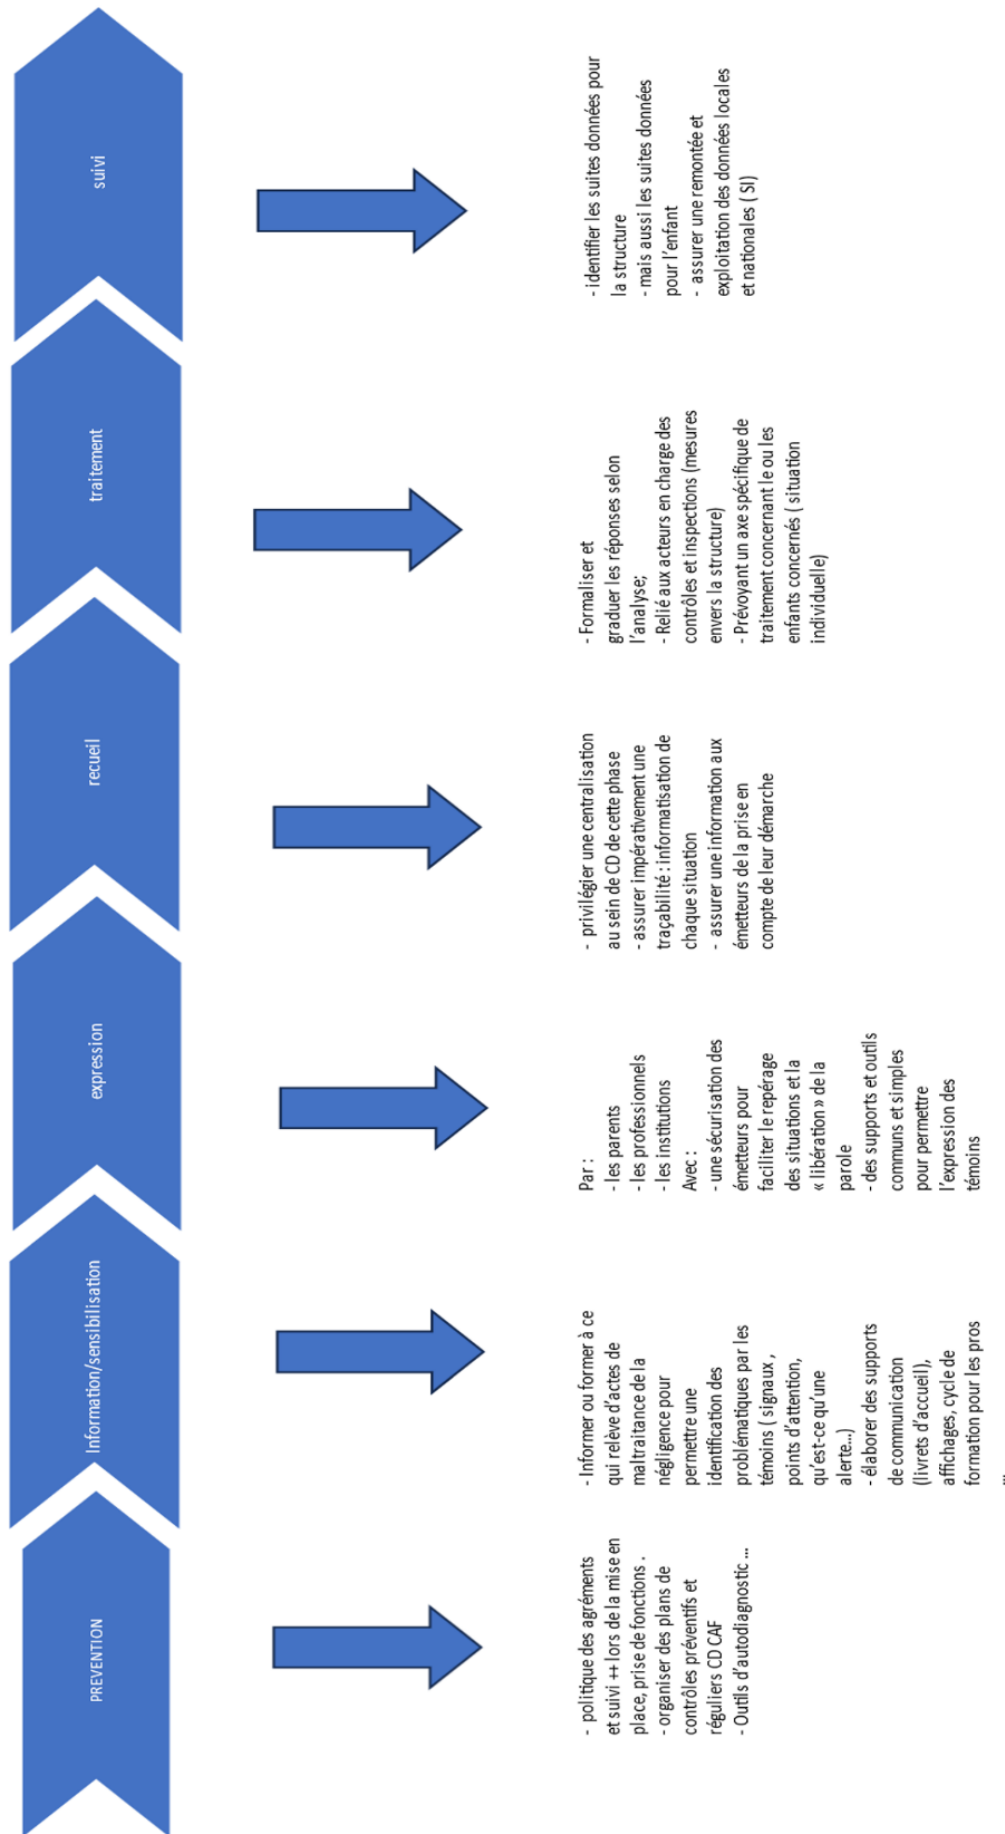 PREVENTION
Information/sensibilisation
expression
recueil
traitement
suivi
- politique des agréments
et suivi ++ lors de la mise en
place, prise de fonctions .
- organiser des plans de
contrôles préventifs et
réguliers CD CAF
- Outils d’autodiagnostic ...
- Informer ou former à ce
qui relève d’actes de
maltraitance de la
négligence pour
permettre une
identification des
problématiques par les
témoins ( signaux ,
points d’attention,
qu’est-ce qu’une
alerte...)
- élaborer des supports
de communication
(livrets d’accueil),
affichages, cycle de
formation pour les pros
...
Par :
- les parents
- les professionnels
- les institutions
Avec :
- une sécurisation des
émetteurs pour
faciliter le repérage
des situations et la
« libération » de la
parole
- des supports et outils
communs et simples
pour permettre
l’expression des
témoins
- privilégier une centralisation
au sein de CD de cette phase
- assurer impérativement une
traçabilité : informatisation de
chaque situation
- assurer une information aux
émetteurs de la prise en
compte de leur démarche
- Formaliser et
graduer les réponses selon
l’analyse;
- Relié aux acteurs en charge des
contrôles et inspections (mesures
envers la structure)
- Prévoyant un axe spécifique de
traitement concernant le ou les
enfants concernés ( situation
individuelle)
- identifier les suites données pour
la structure
- mais aussi les suites données
pour l’enfant
- assurer une remontée et
exploitation des données locales
et nationales ( SI)